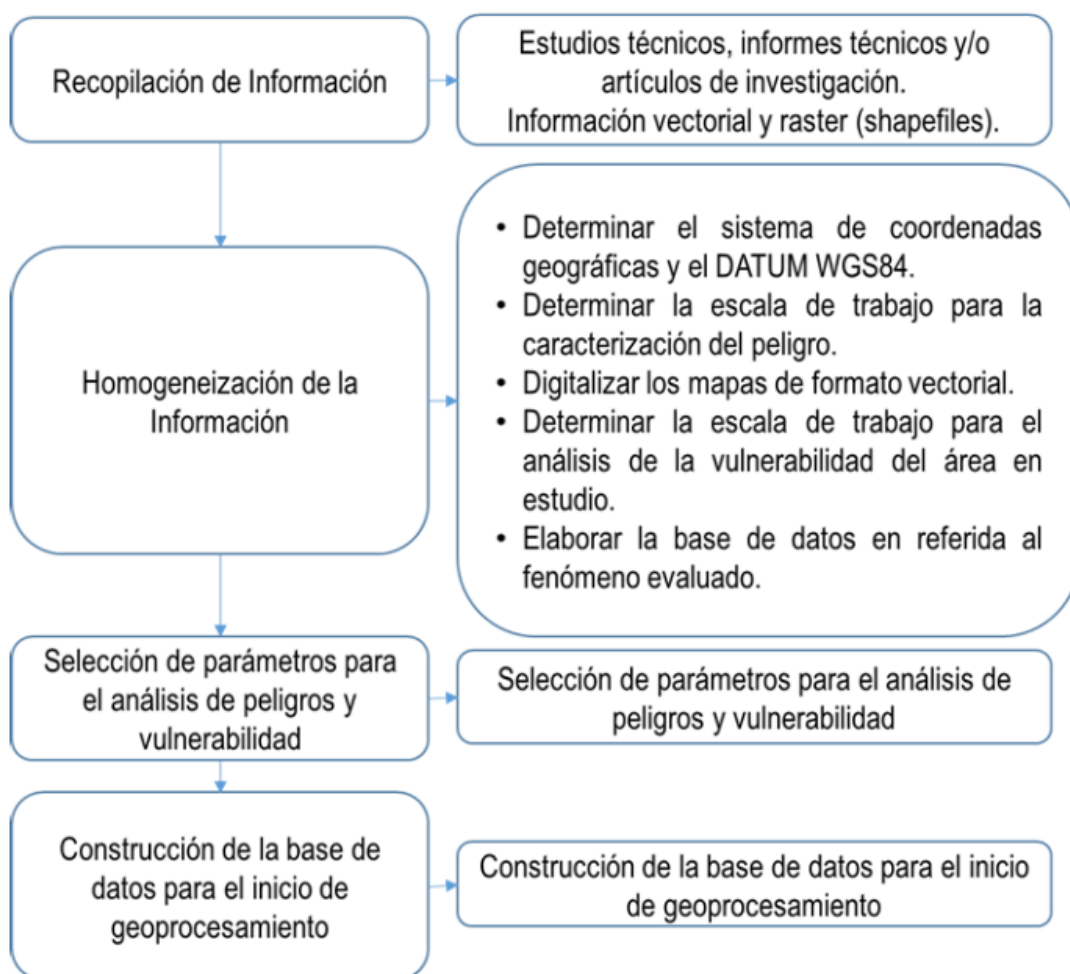 Recopilación de Información
Estudios técnicos, informes técnicos y/o
artículos de investigación.
Información vectorial y raster (shapefiles).
Homogeneización de la
Información
• Determinar el sistema de coordenadas
geográficas y el DATUM WGS84.
• Determinar la escala de trabajo para la
caracterización del peligro.
• Digitalizar los mapas de formato vectorial.
• Determinar la escala de trabajo para el
análisis de la vulnerabilidad del área en
estudio.
• Elaborar la base de datos en referida al
fenómeno evaluado.
Selección de parámetros para
el análisis de peligros y
vulnerabilidad
Selección de parámetros para el análisis de
peligros y vulnerabilidad
Construcción de la base de
datos para el inicio de
geoprocesamiento
Construcción de la base de datos para el inicio
de geoprocesamiento